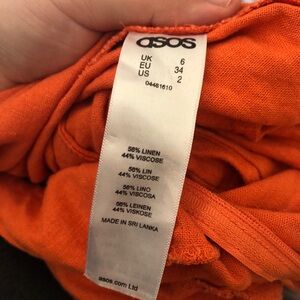 asos
UK 6
EU 34
US 2
04461610
56% LINEN
44% VISCOSE
56% LIN
44% VISCOSE
56% LINO
44% VISCOSA
56% LEINEN
44% VISKOSE
MADE IN SRI LANKA
asos.com Ltd